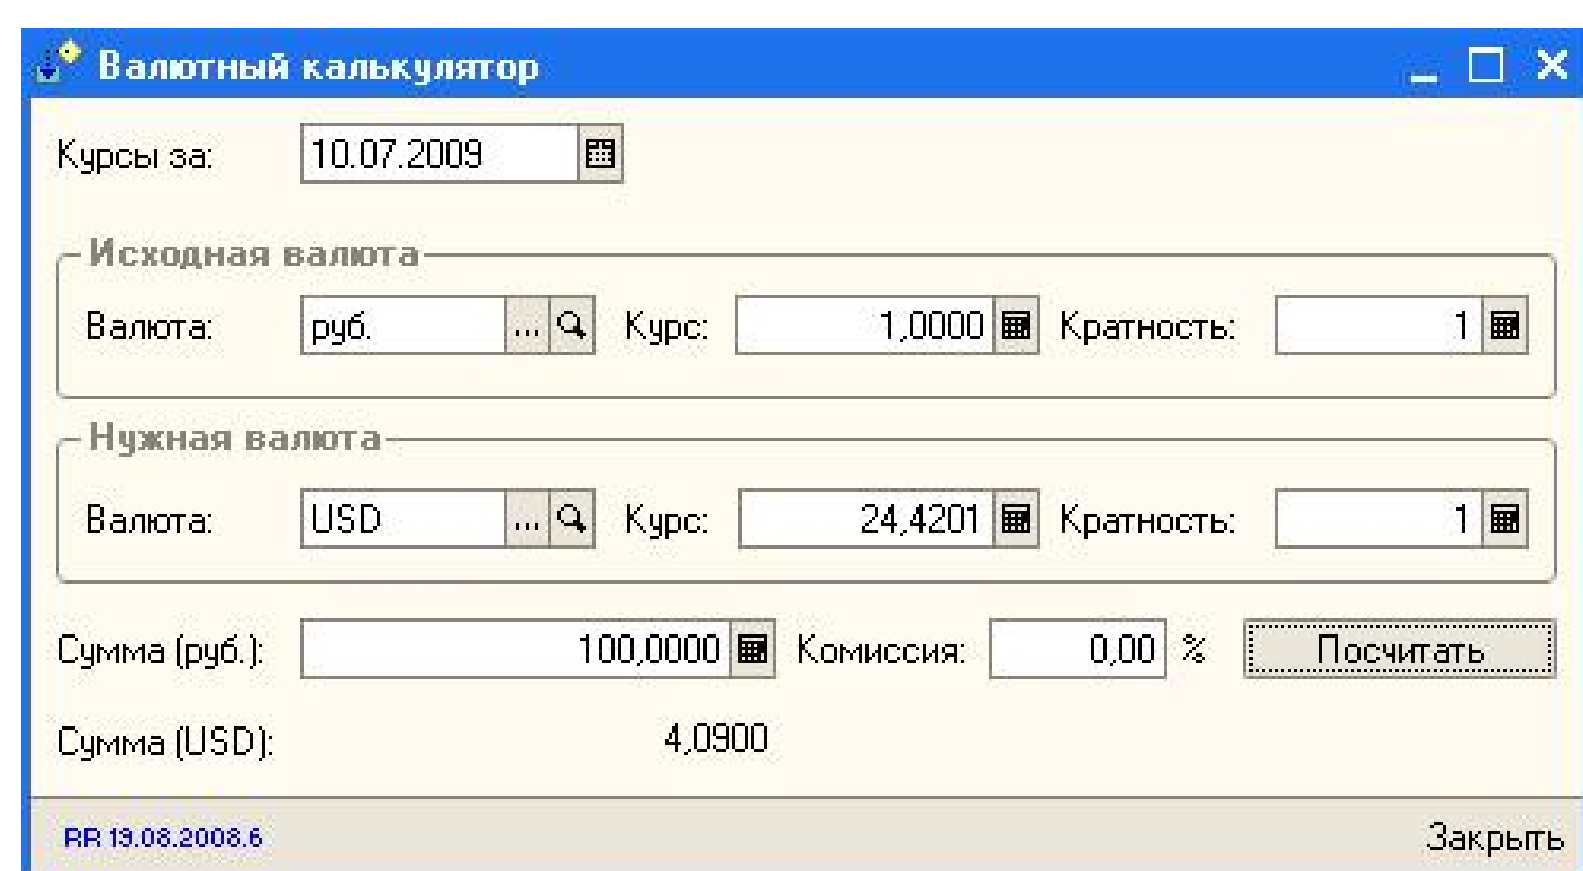 Валютный калькулятор
Курсы за: 10.07.2009
Исходная валюта
Валюта: руб. ... Курс: 1,0000 Кратность: 1
Нужная валюта
Валюта: USD ... Курс: 24,4201 Кратность: 1
Сумма (руб.): 100,0000 Комиссия: 0,00 % Посчитать
Сумма (USD): 4,0900
RR 19.08.2008.6 Закрыть